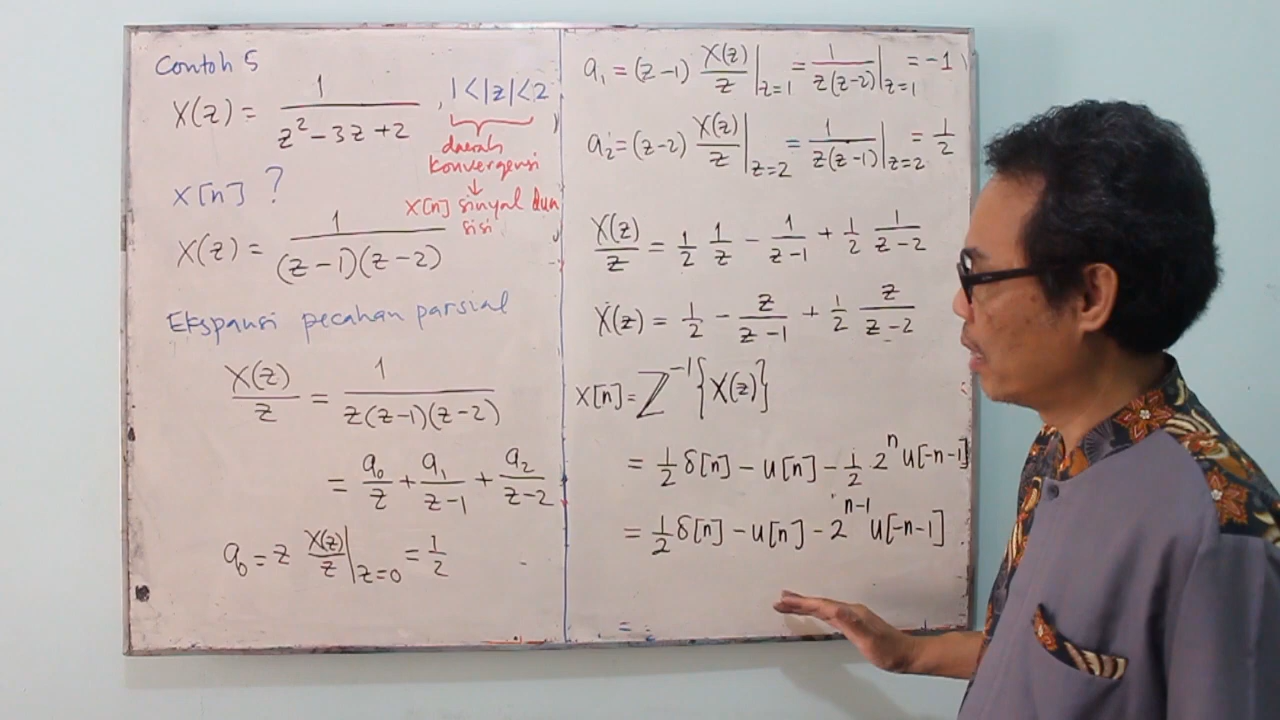 Contoh 5
X(z) = 1 / (z² - 3z + 2) , 1 < |z| < 2
daerah
konvergensi
↓
x[n] ?
x[n] sinyal dua
sisi
X(z) = 1 / ((z-1)(z-2))
Ekspansi pecahan parsial
X(z)/z = 1 / (z(z-1)(z-2))
= a₀/z + a₁/(z-1) + a₂/(z-2)
a₀ = z X(z)/z |z=0 = 1/2
a₁ = (z-1) X(z)/z |z=1 = 1/(z(z-2)) |z=1 = -1
a₂ = (z-2) X(z)/z |z=2 = 1/(z(z-1)) |z=2 = 1/2
X(z)/z = 1/2 1/z - 1/(z-1) + 1/2 1/(z-2)
X(z) = 1/2 - z/(z-1) + 1/2 z/(z-2)
x[n] = Z⁻¹{X(z)}
= 1/2 δ[n] - u[n] - 1/2 2ⁿ u[-n-1]
= 1/2 δ[n] - u[n] - 2ⁿ⁻¹ u[-n-1]